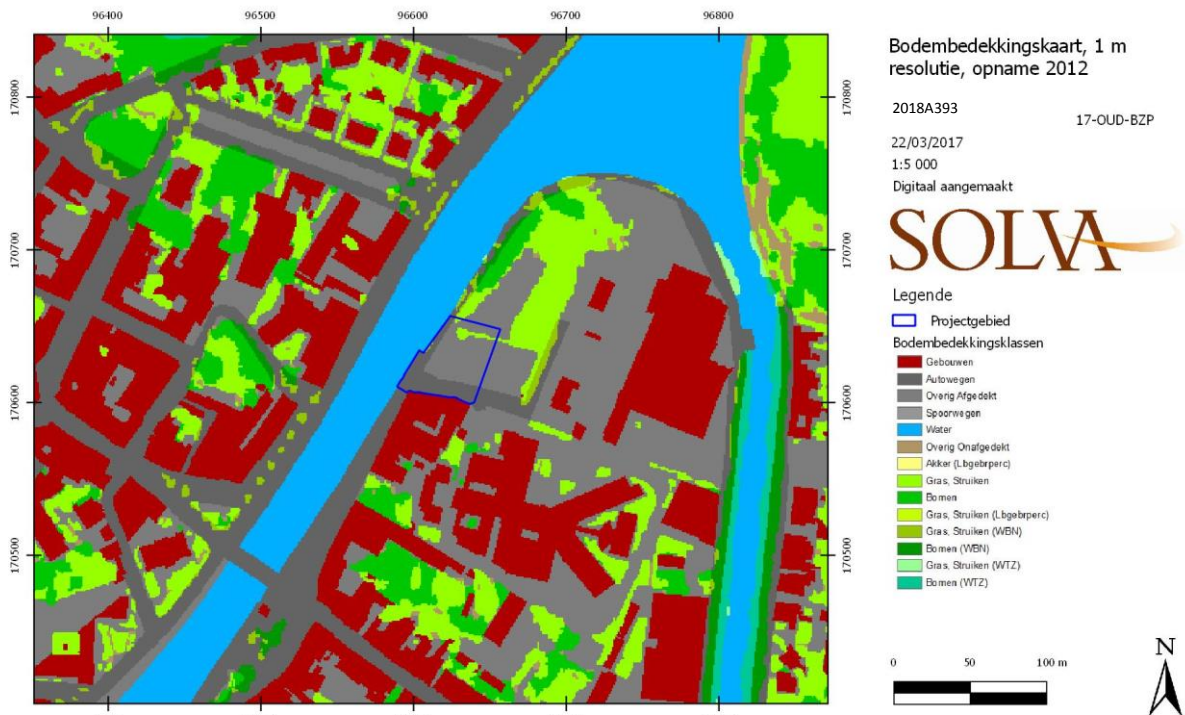 96400 96500 96600 96700 96800
170800 170800
170700 170700
170600 170600
170500 170500
Bodembedekkingskaart, 1 m
resolutie, opname 2012
2018A393
17-OUD-BZP
22/03/2017
1:5 000
Digitaal aangemaakt
SOLVA
Legende
Projectgebied
Bodembedekkingsklassen
Gebouwen
Autowegen
Overig Afgedekt
Spoorwegen
Water
Overig Onafgedekt
Akker (Lbgebrperc)
Gras, Struiken
Bomen
Gras, Struiken (Lbgebrperc)
Gras, Struiken (WBN)
Bomen (WBN)
Gras, Struiken (WTZ)
Bomen (WTZ)
N
0 50 100 m